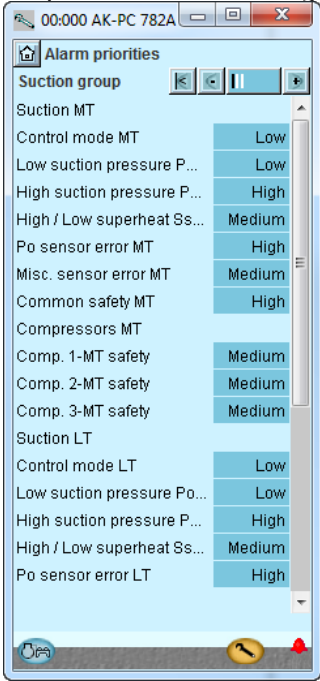 00:000 AK-PC 782A
Alarm priorities
Suction group
Suction MT
Control mode MT Low
Low suction pressure P... Low
High suction pressure P... High
High / Low superheat Ss... Medium
Po sensor error MT High
Misc. sensor error MT Medium
Common safety MT High
Compressors MT
Comp. 1-MT safety Medium
Comp. 2-MT safety Medium
Comp. 3-MT safety Medium
Suction LT
Control mode LT Low
Low suction pressure Po... Low
High suction pressure P... High
High / Low superheat Ss... Medium
Po sensor error LT High